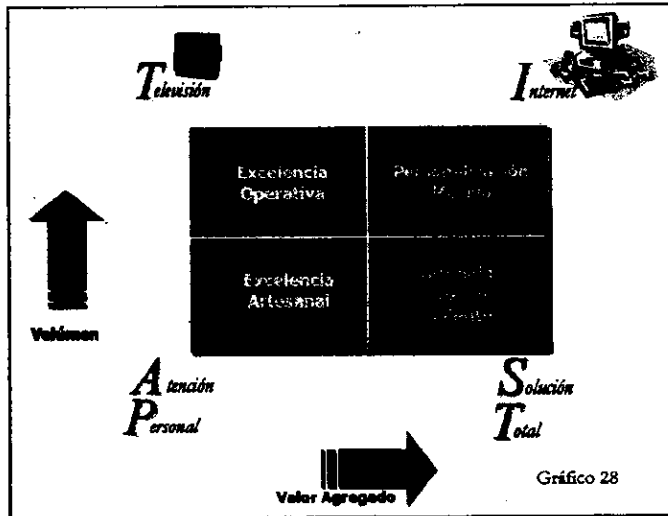 Televisión
Internet
Excelencia
Operativa
Excelencia
Artesanal
Volúmen
Atención
Personal
Solución
Total
Valor Agregado
Gráfico 28